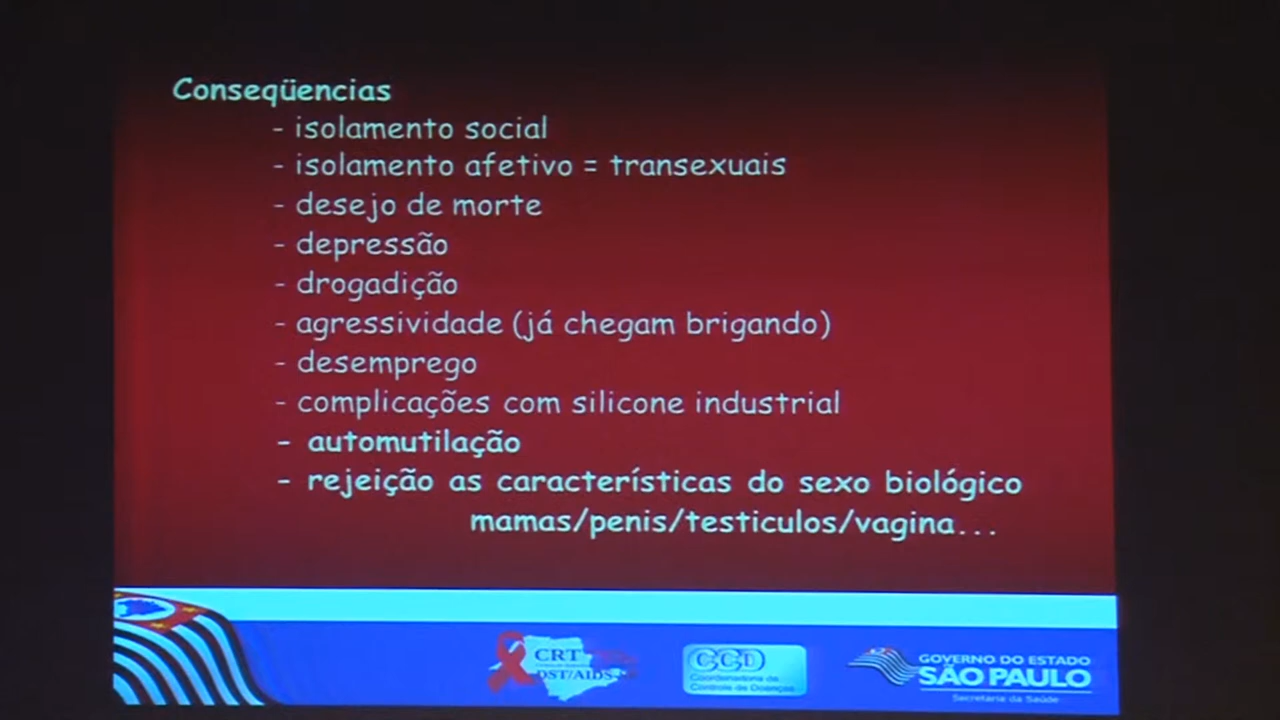 Conseqüencias
- isolamento social
- isolamento afetivo = transexuais
- desejo de morte
- depressão
- drogadição
- agressividade (já chegam brigando)
- desemprego
- complicações com silicone industrial
- automutilação
- rejeição as características do sexo biológico
mamas/penis/testiculos/vagina...
CRT
DST/AIDS
CCD
Coordenadoria de
Controle de Doenças
GOVERNO DO ESTADO
SÃO PAULO
Secretaria da Saúde